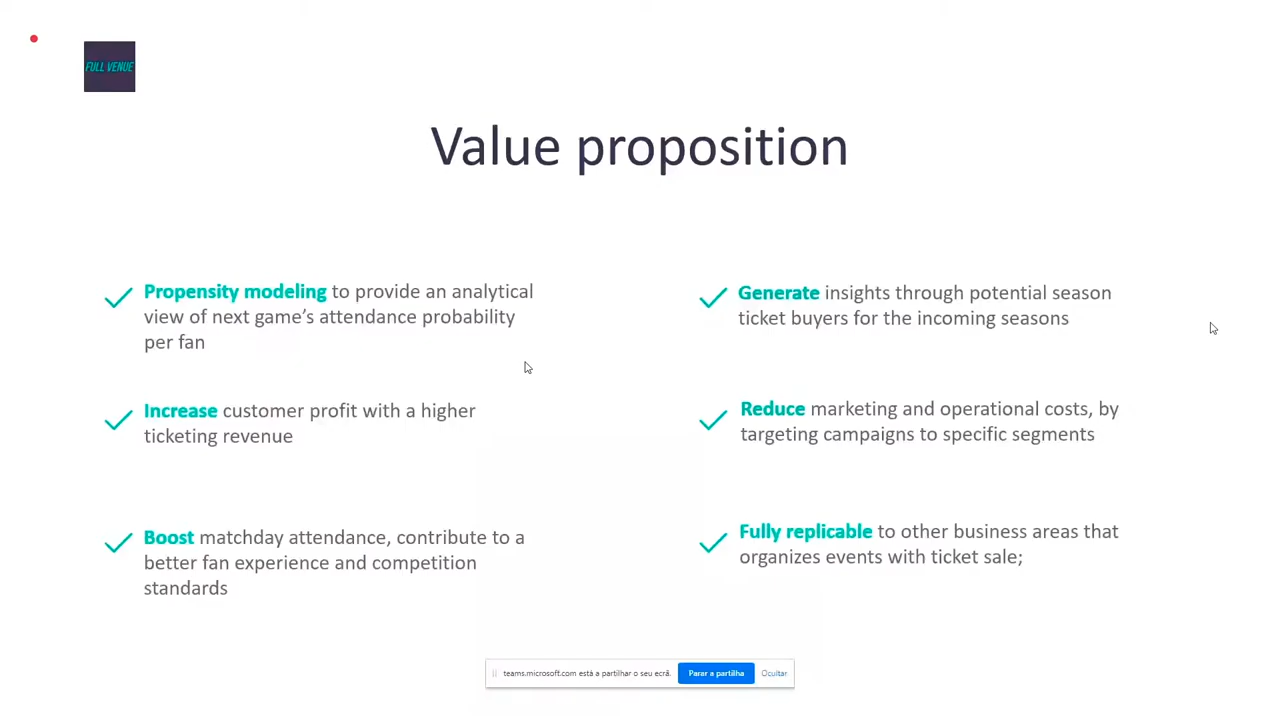 FULL VENUE
Value proposition
Propensity modeling to provide an analytical
view of next game's attendance probability
per fan
Increase customer profit with a higher
ticketing revenue
Boost matchday attendance, contribute to a
better fan experience and competition
standards
Generate insights through potential season
ticket buyers for the incoming seasons
Reduce marketing and operational costs, by
targeting campaigns to specific segments
Fully replicable to other business areas that
organizes events with ticket sale;
teams.microsoft.com está a partilhar o seu ecrã.
Parar a partilha
Ocultar